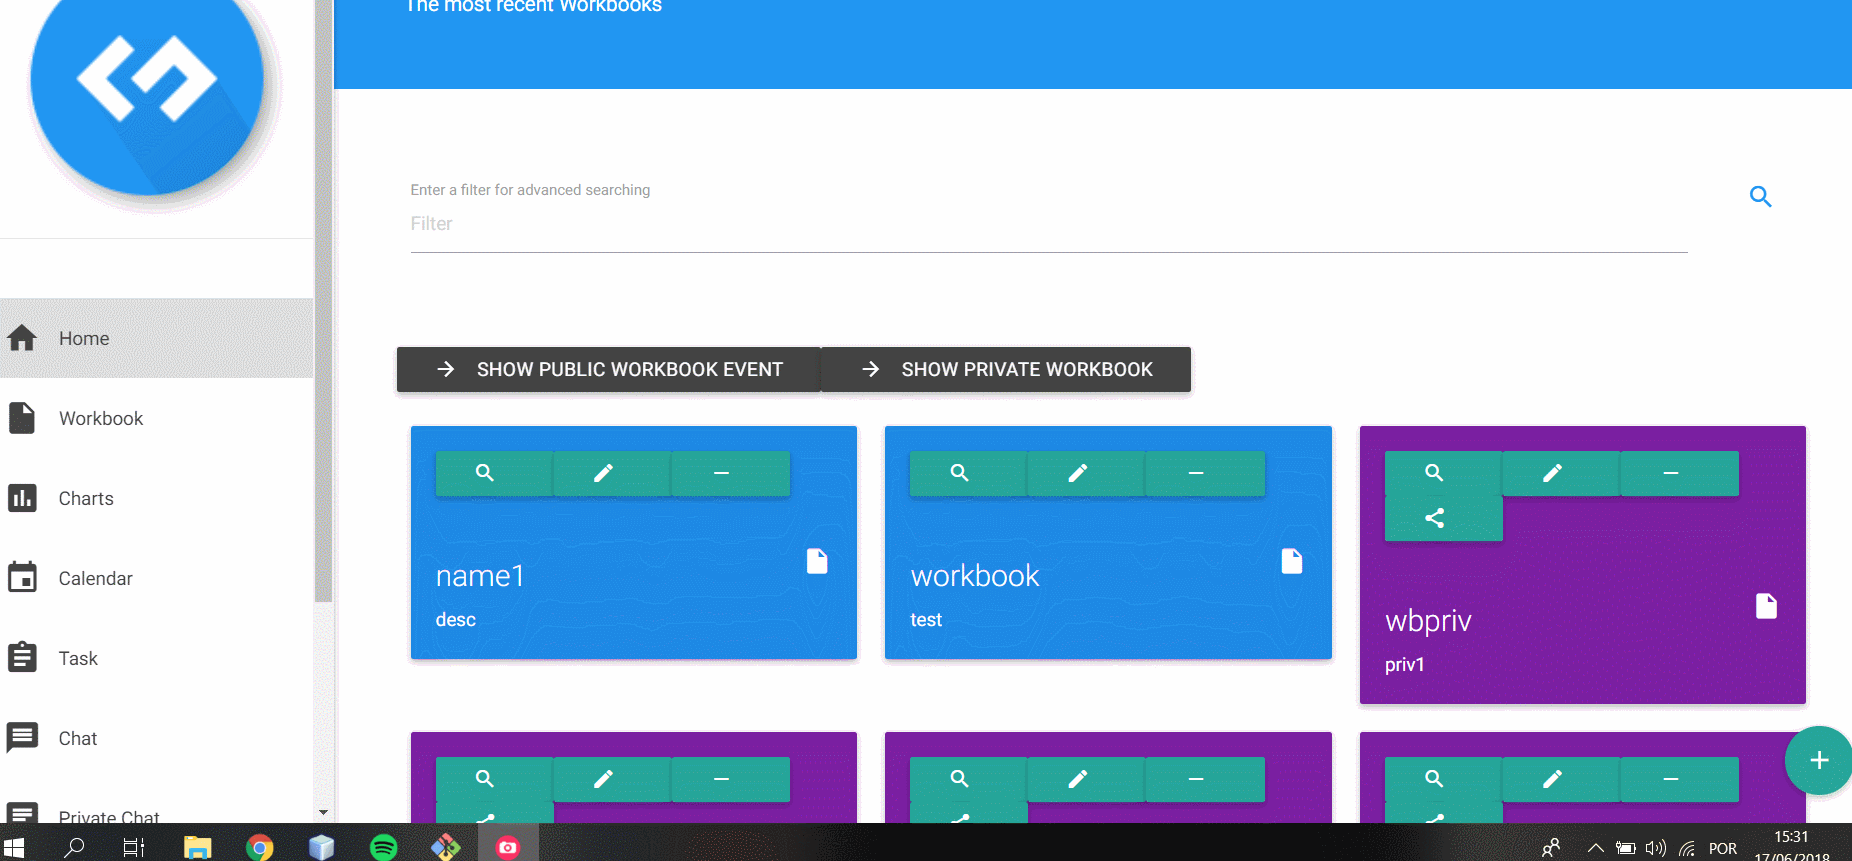 The most recent Workbooks
Enter a filter for advanced searching
Filter
Home
Workbook
Charts
Calendar
Task
Chat
Private Chat
SHOW PUBLIC WORKBOOK EVENT
SHOW PRIVATE WORKBOOK
name1
desc
workbook
test
wbpriv
priv1
POR
15:31
17/06/2018